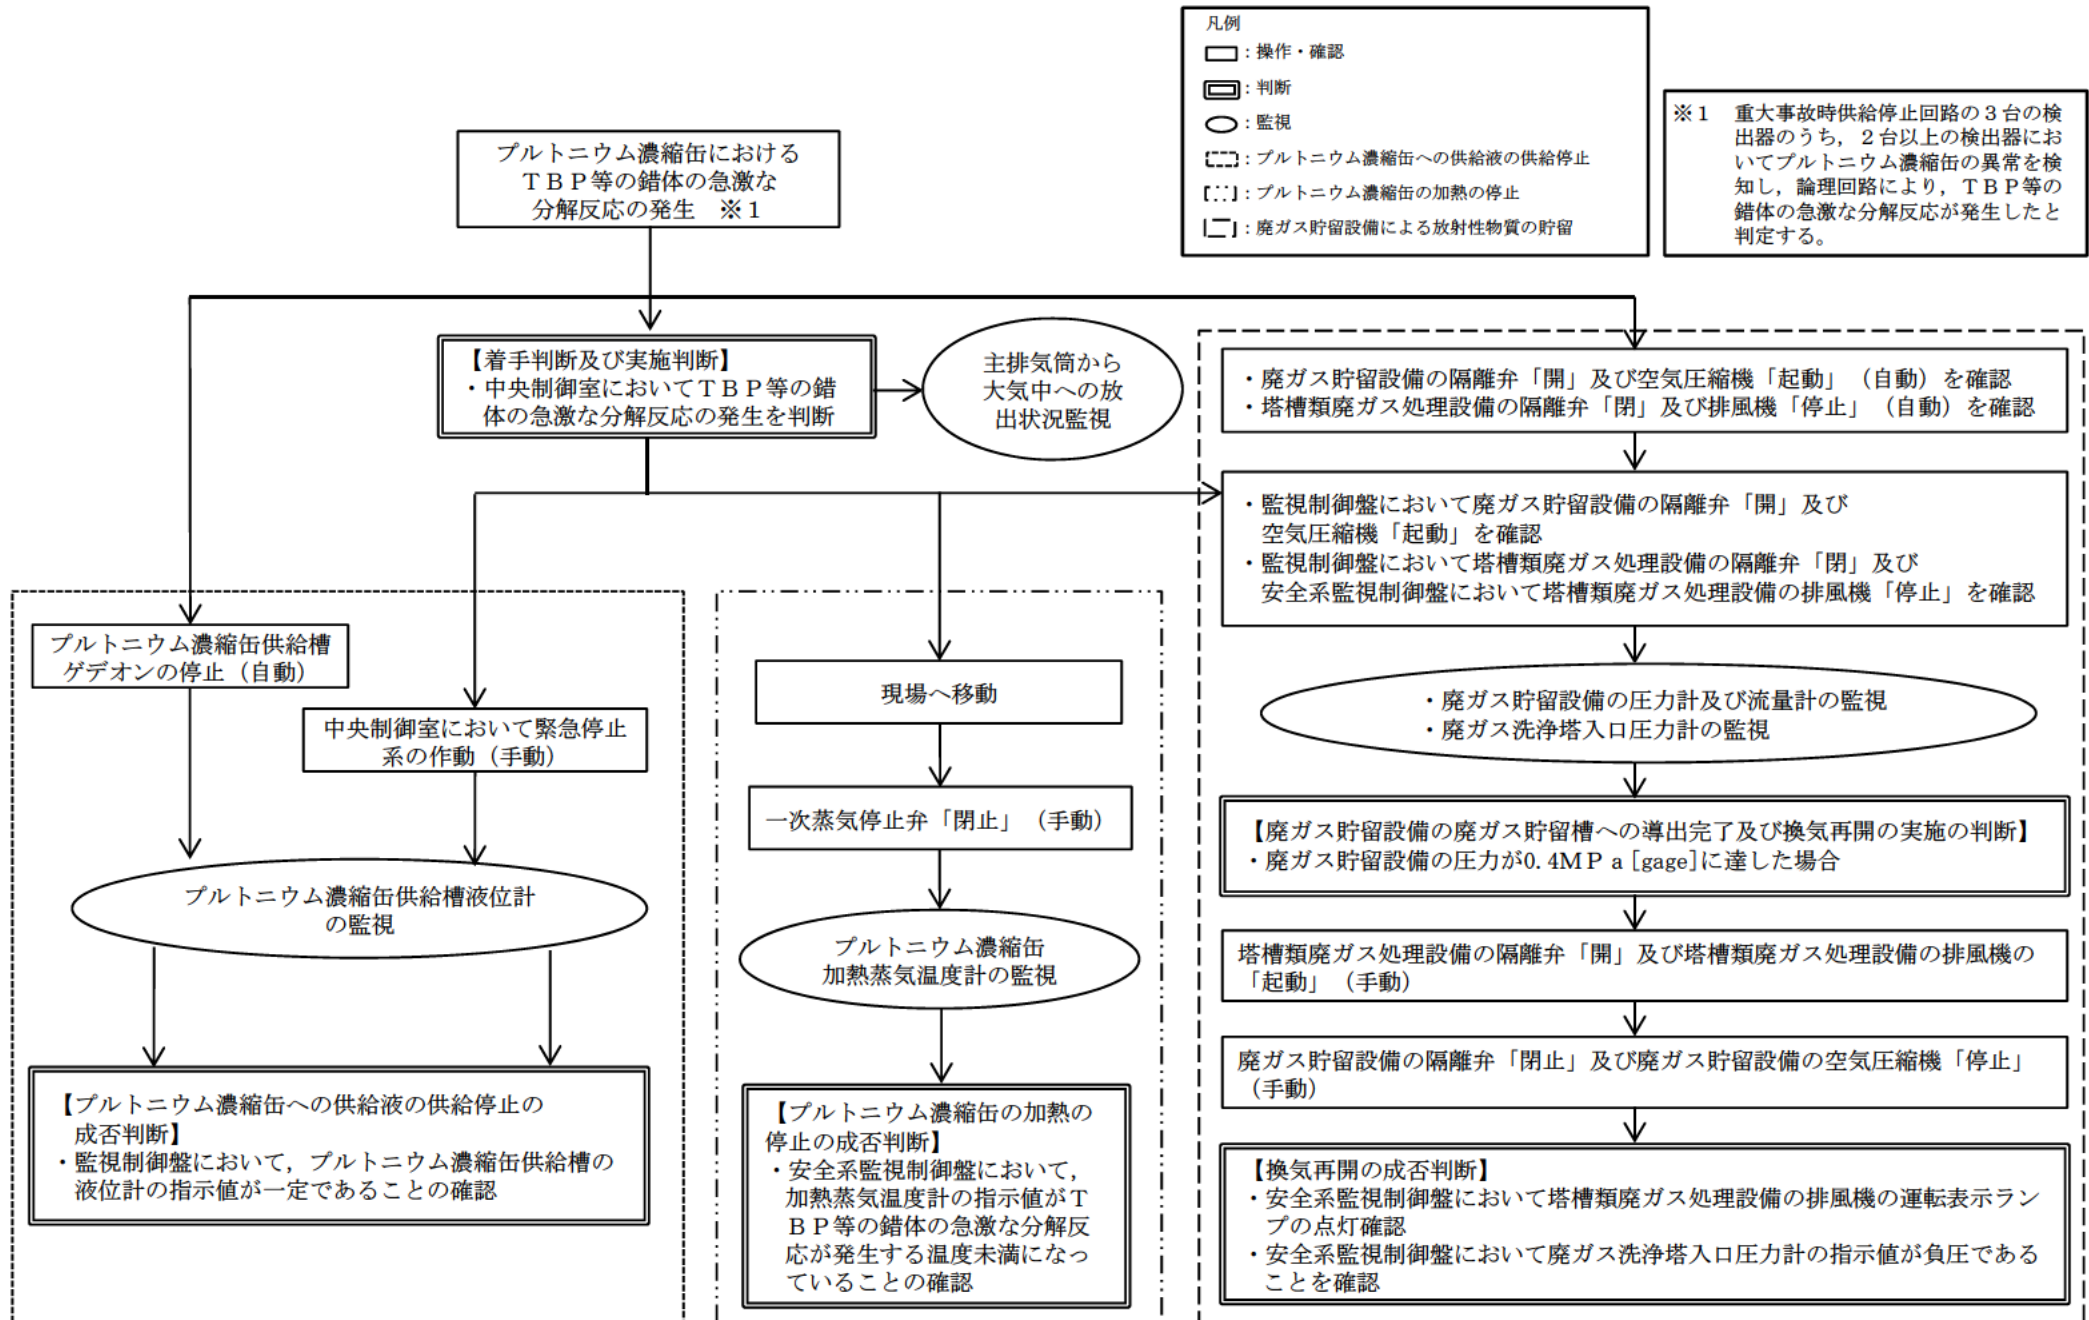 凡例
：操作・確認
：判断
：監視
：プルトニウム濃縮缶への供給液の供給停止
：プルトニウム濃縮缶の加熱の停止
：廃ガス貯留設備による放射性物質の貯留
※１　重大事故時供給停止回路の３台の検
出器のうち，２台以上の検出器にお
いてプルトニウム濃縮缶の異常を検
知し，論理回路により，ＴＢＰ等の
錯体の急激な分解反応が発生したと
判定する。
プルトニウム濃縮缶における
ＴＢＰ等の錯体の急激な
分解反応の発生　※１
【着手判断及び実施判断】
・中央制御室においてＴＢＰ等の錯
体の急激な分解反応の発生を判断
主排気筒から
大気中への放
出状況監視
プルトニウム濃縮缶供給槽
ゲデオンの停止（自動）
中央制御室において緊急停止
系の作動（手動）
プルトニウム濃縮缶供給槽液位計
の監視
【プルトニウム濃縮缶への供給液の供給停止の
成否判断】
・監視制御盤において，プルトニウム濃縮缶供給槽の
液位計の指示値が一定であることの確認
現場へ移動
一次蒸気停止弁「閉止」（手動）
プルトニウム濃縮缶
加熱蒸気温度計の監視
【プルトニウム濃縮缶の加熱の
停止の成否判断】
・安全系監視制御盤において，
加熱蒸気温度計の指示値がＴ
ＢＰ等の錯体の急激な分解反
応が発生する温度未満になっ
ていることの確認
・廃ガス貯留設備の隔離弁「開」及び空気圧縮機「起動」（自動）を確認
・塔槽類廃ガス処理設備の隔離弁「閉」及び排風機「停止」（自動）を確認
・監視制御盤において廃ガス貯留設備の隔離弁「開」及び
空気圧縮機「起動」を確認
・監視制御盤において塔槽類廃ガス処理設備の隔離弁「閉」及び
安全系監視制御盤において塔槽類廃ガス処理設備の排風機「停止」を確認
・廃ガス貯留設備の圧力計及び流量計の監視
・廃ガス洗浄塔入口圧力計の監視
【廃ガス貯留設備の廃ガス貯留槽への導出完了及び換気再開の実施の判断】
・廃ガス貯留設備の圧力が0.4ＭＰａ[gage]に達した場合
塔槽類廃ガス処理設備の隔離弁「開」及び塔槽類廃ガス処理設備の排風機の
「起動」（手動）
廃ガス貯留設備の隔離弁「閉止」及び廃ガス貯留設備の空気圧縮機「停止」
（手動）
【換気再開の成否判断】
・安全系監視制御盤において塔槽類廃ガス処理設備の排風機の運転表示ラン
プの点灯確認
・安全系監視制御盤において廃ガス洗浄塔入口圧力計の指示値が負圧である
ことを確認